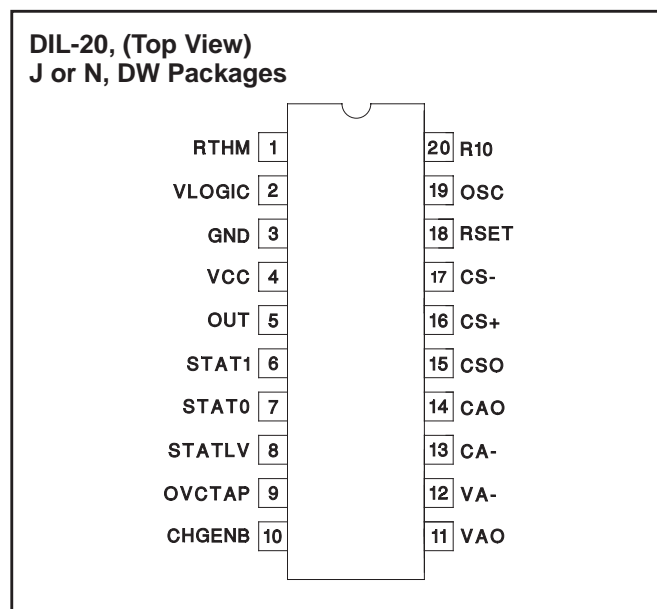 DIL-20, (Top View)
J or N, DW Packages
RTHM 1 20 R10
VLOGIC 2 19 OSC
GND 3 18 RSET
VCC 4 17 CS-
OUT 5 16 CS+
STAT1 6 15 CSO
STAT0 7 14 CAO
STATLV 8 13 CA-
OVCTAP 9 12 VA-
CHGENB 10 11 VAO